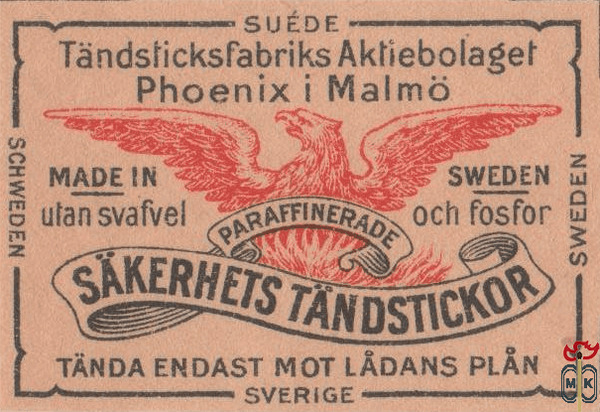 SUÉDE
Tändsticksfabriks Aktiebolaget
Phoenix i Malmö
SCHWEDEN
MADE IN SWEDEN
utan svafvel och fosfor
PARAFFINERADE
SÄKERHETS TÄNDSTICKOR
SWEDEN
TÄNDA ENDAST MOT LÅDANS PLÅN
SVERIGE
MK